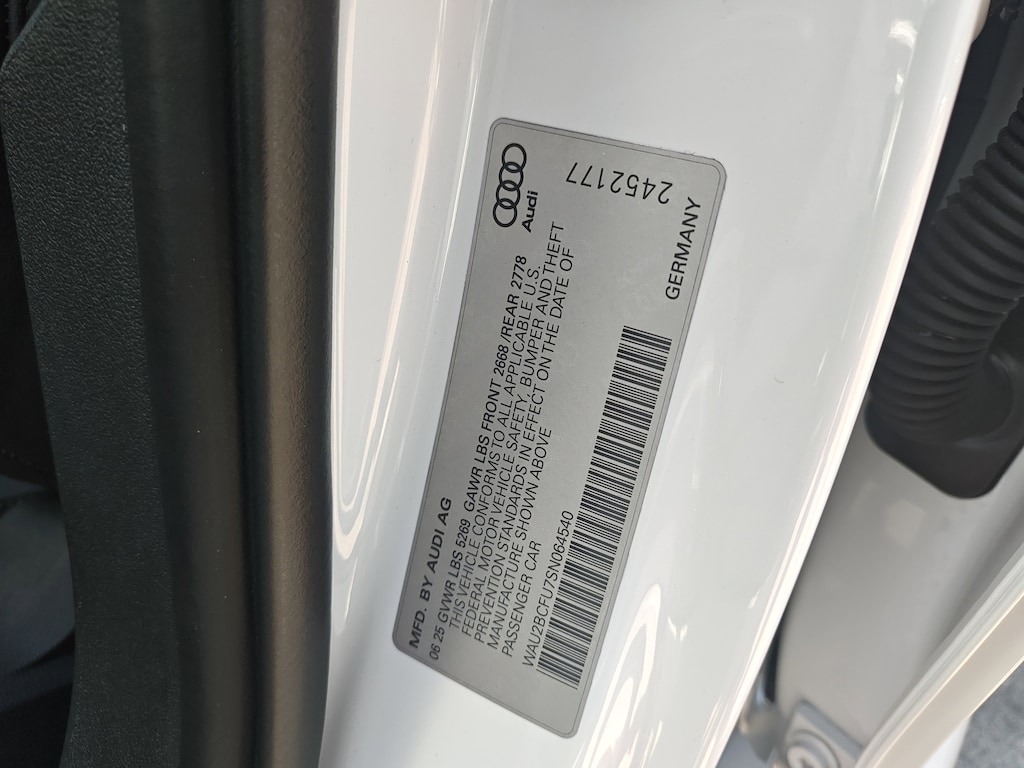 MFD. BY AUDI AG
Audi
06 25 GVWR LBS 5269 GAWR LBS FRONT 2669 /REAR 2778
THIS VEHICLE CONFORMS TO ALL APPLICABLE U.S.
FEDERAL MOTOR VEHICLE SAFETY, BUMPER AND THEFT
PREVENTION STANDARDS IN EFFECT ON THE DATE OF
MANUFACTURE SHOWN ABOVE
PASSENGER CAR
2452177
WAU2BCFU7SN064540
GERMANY